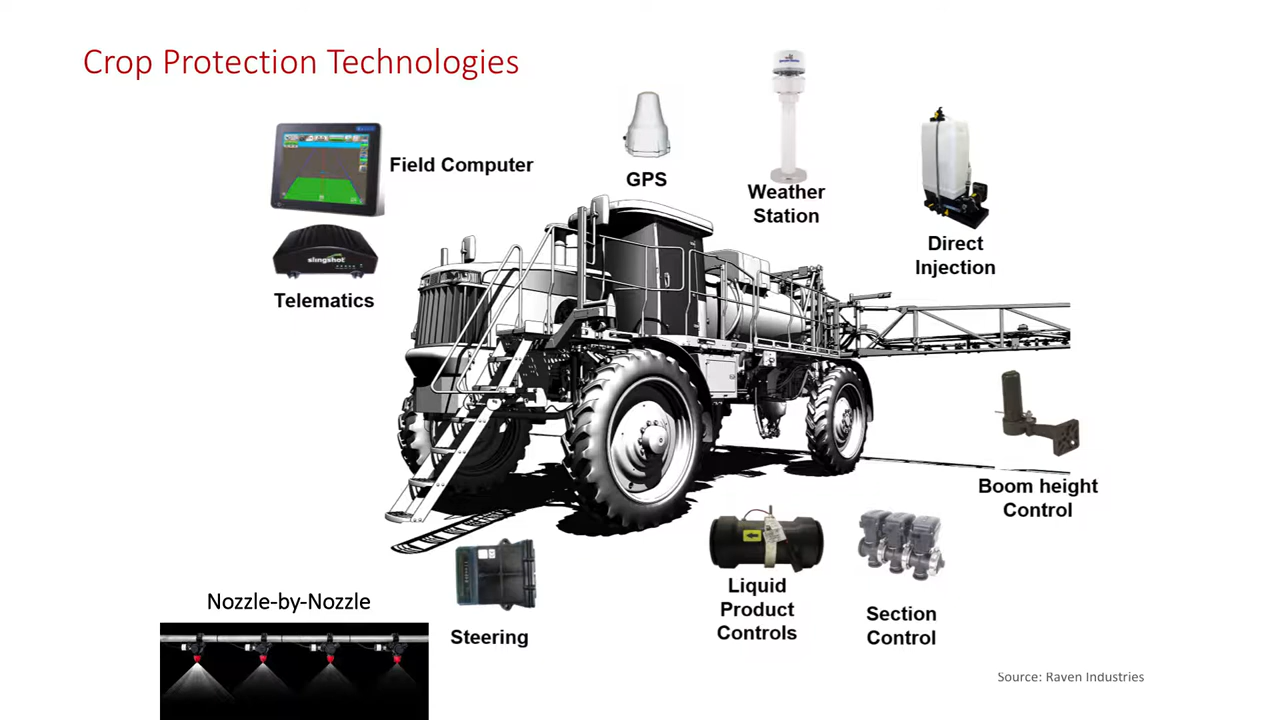 Crop Protection Technologies
Field Computer
GPS
Weather
Station
Direct
Injection
slingshot
Telematics
Boom height
Control
Liquid
Product
Controls
Section
Control
Steering
Nozzle-by-Nozzle
Source: Raven Industries